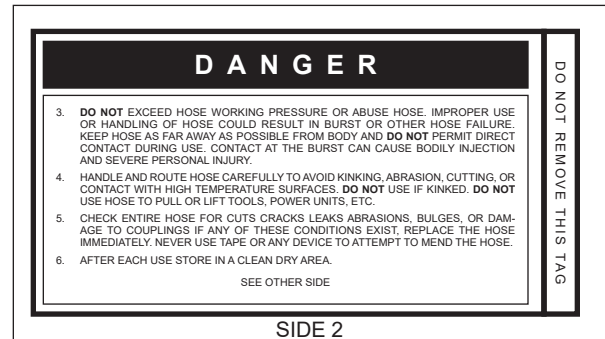 DANGER
3. DO NOT EXCEED HOSE WORKING PRESSURE OR ABUSE HOSE. IMPROPER USE
OR HANDLING OF HOSE COULD RESULT IN BURST OR OTHER HOSE FAILURE.
KEEP HOSE AS FAR AWAY AS POSSIBLE FROM BODY AND DO NOT PERMIT DIRECT
CONTACT DURING USE. CONTACT AT THE BURST CAN CAUSE BODILY INJECTION
AND SEVERE PERSONAL INJURY.
4. HANDLE AND ROUTE HOSE CAREFULLY TO AVOID KINKING, ABRASION, CUTTING, OR
CONTACT WITH HIGH TEMPERATURE SURFACES. DO NOT USE IF KINKED. DO NOT
USE HOSE TO PULL OR LIFT TOOLS, POWER UNITS, ETC.
5. CHECK ENTIRE HOSE FOR CUTS CRACKS LEAKS ABRASIONS, BULGES, OR DAM-
AGE TO COUPLINGS IF ANY OF THESE CONDITIONS EXIST, REPLACE THE HOSE
IMMEDIATELY. NEVER USE TAPE OR ANY DEVICE TO ATTEMPT TO MEND THE HOSE.
6. AFTER EACH USE STORE IN A CLEAN DRY AREA.
SEE OTHER SIDE
DO NOT REMOVE THIS TAG
SIDE 2